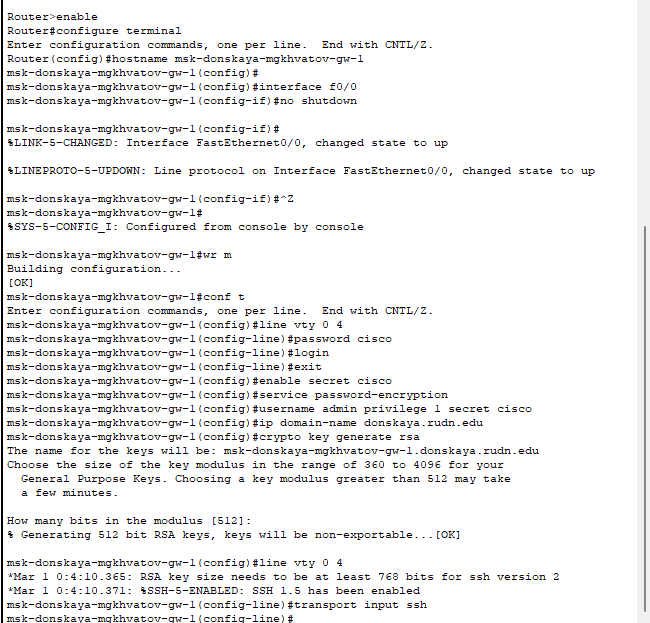 Router>enable
Router#configure terminal
Enter configuration commands, one per line.  End with CNTL/Z.
Router(config)#hostname msk-donskaya-mgkhvatov-gw-1
msk-donskaya-mgkhvatov-gw-1(config)#
msk-donskaya-mgkhvatov-gw-1(config)#interface f0/0
msk-donskaya-mgkhvatov-gw-1(config-if)#no shutdown
msk-donskaya-mgkhvatov-gw-1(config-if)#
%LINK-5-CHANGED: Interface FastEthernet0/0, changed state to up
%LINEPROTO-5-UPDOWN: Line protocol on Interface FastEthernet0/0, changed state to up
msk-donskaya-mgkhvatov-gw-1(config-if)#^Z
msk-donskaya-mgkhvatov-gw-1#
%SYS-5-CONFIG_I: Configured from console by console
msk-donskaya-mgkhvatov-gw-1#wr m
Building configuration...
[OK]
msk-donskaya-mgkhvatov-gw-1#conf t
Enter configuration commands, one per line.  End with CNTL/Z.
msk-donskaya-mgkhvatov-gw-1(config)#line vty 0 4
msk-donskaya-mgkhvatov-gw-1(config-line)#password cisco
msk-donskaya-mgkhvatov-gw-1(config-line)#login
msk-donskaya-mgkhvatov-gw-1(config-line)#exit
msk-donskaya-mgkhvatov-gw-1(config)#enable secret cisco
msk-donskaya-mgkhvatov-gw-1(config)#service password-encryption
msk-donskaya-mgkhvatov-gw-1(config)#username admin privilege 1 secret cisco
msk-donskaya-mgkhvatov-gw-1(config)#ip domain-name donskaya.rudn.edu
msk-donskaya-mgkhvatov-gw-1(config)#crypto key generate rsa
The name for the keys will be: msk-donskaya-mgkhvatov-gw-1.donskaya.rudn.edu
Choose the size of the key modulus in the range of 360 to 4096 for your
  General Purpose Keys. Choosing a key modulus greater than 512 may take
  a few minutes.
How many bits in the modulus [512]:
% Generating 512 bit RSA keys, keys will be non-exportable...[OK]
msk-donskaya-mgkhvatov-gw-1(config)#line vty 0 4
*Mar 1 0:4:10.365: RSA key size needs to be at least 768 bits for ssh version 2
*Mar 1 0:4:10.371: %SSH-5-ENABLED: SSH 1.5 has been enabled
msk-donskaya-mgkhvatov-gw-1(config-line)#transport input ssh
msk-donskaya-mgkhvatov-gw-1(config-line)#